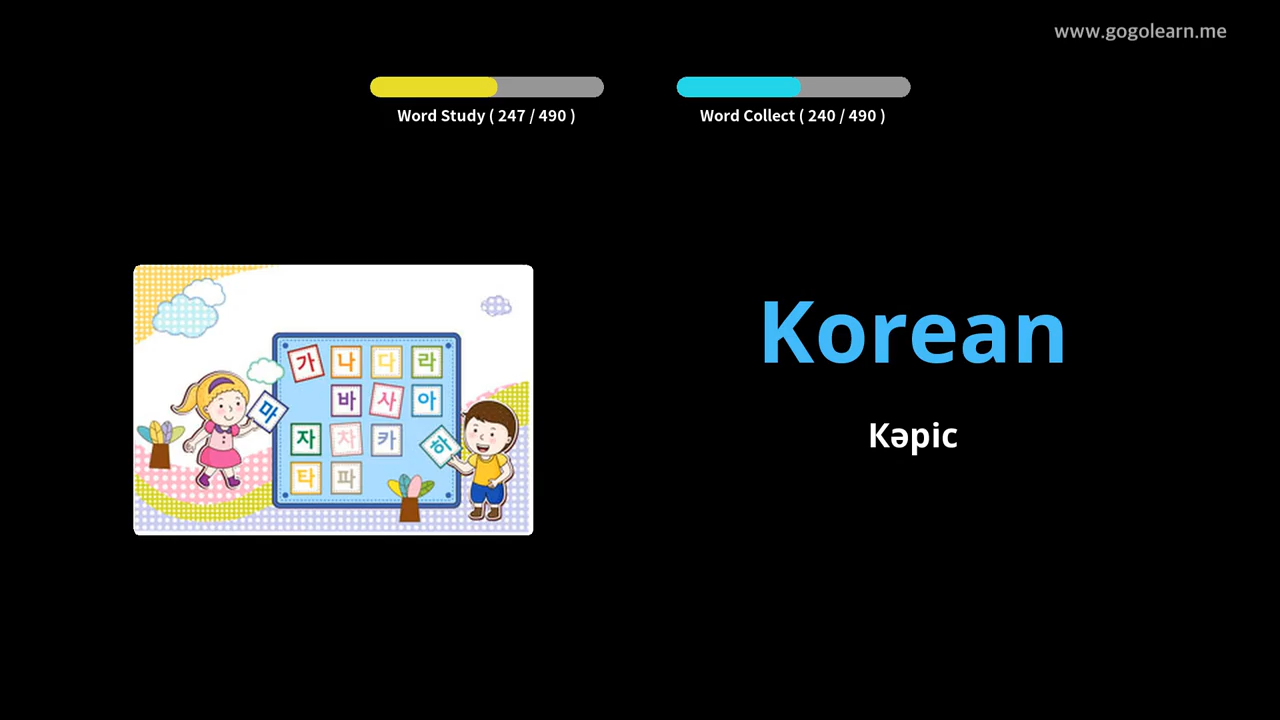 www.gogolearn.me
Word Study ( 247 / 490 )
Word Collect ( 240 / 490 )
가 나 다 라
마 바 사 아
자 차 카 하
타 파
Korean
Кәріс